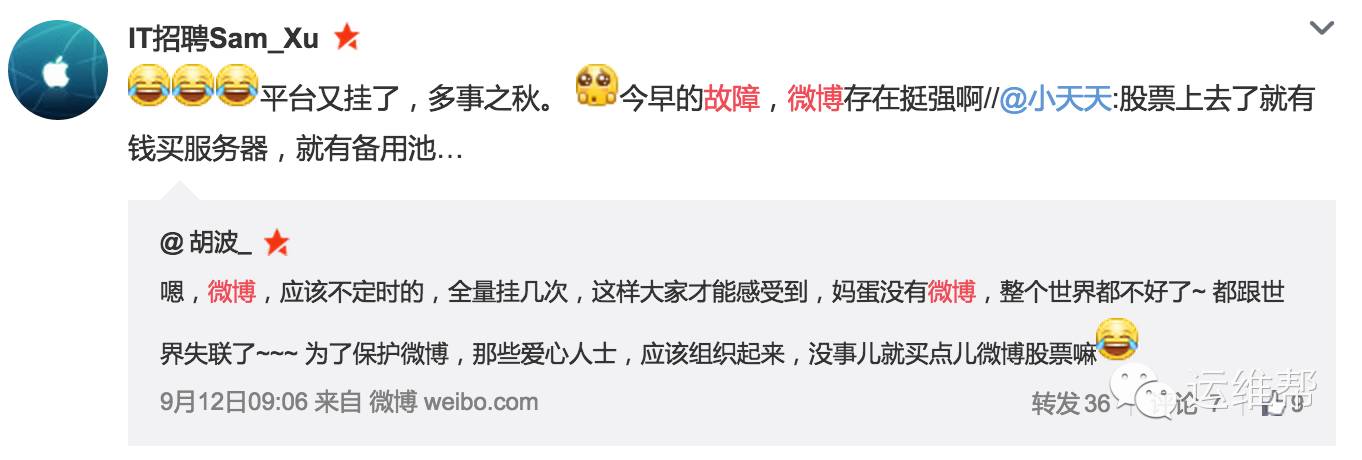 IT招聘Sam_Xu
平台又挂了，多事之秋。 今早的故障，微博存在挺强啊//@小天天:股票上去了就有
钱买服务器，就有备用池…
@ 胡波_
嗯，微博，应该不定时的，全量挂几次，这样大家才能感受到，妈蛋没有微博，整个世界都不好了~ 都跟世
界失联了~~~ 为了保护微博，那些爱心人士，应该组织起来，没事儿就买点儿微博股票嘛
9月12日09:06 来自 微博 weibo.com
转发 36 评论 7 9
运维帮